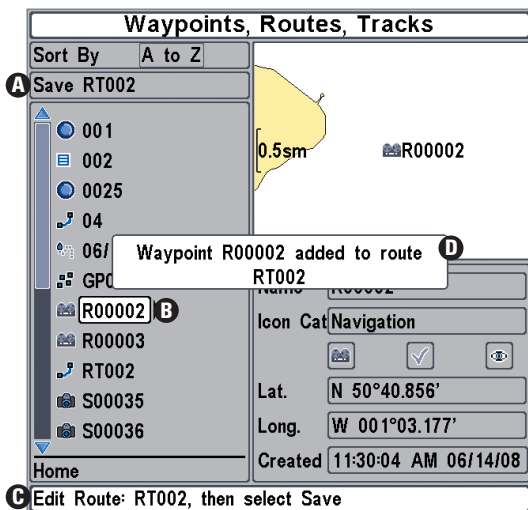 Waypoints, Routes, Tracks
Sort By A to Z
A Save RT002
001
002
0025
04
06/
GPO
R00002 B
R00003
RT002
S00035
S00036
Home
0.5sm
R00002
Waypoint R00002 added to route
RT002
D
Name R00002
Icon Cat Navigation
Lat. N 50°40.856’
Long. W 001°03.177’
Created 11:30:04 AM 06/14/08
C Edit Route: RT002, then select Save